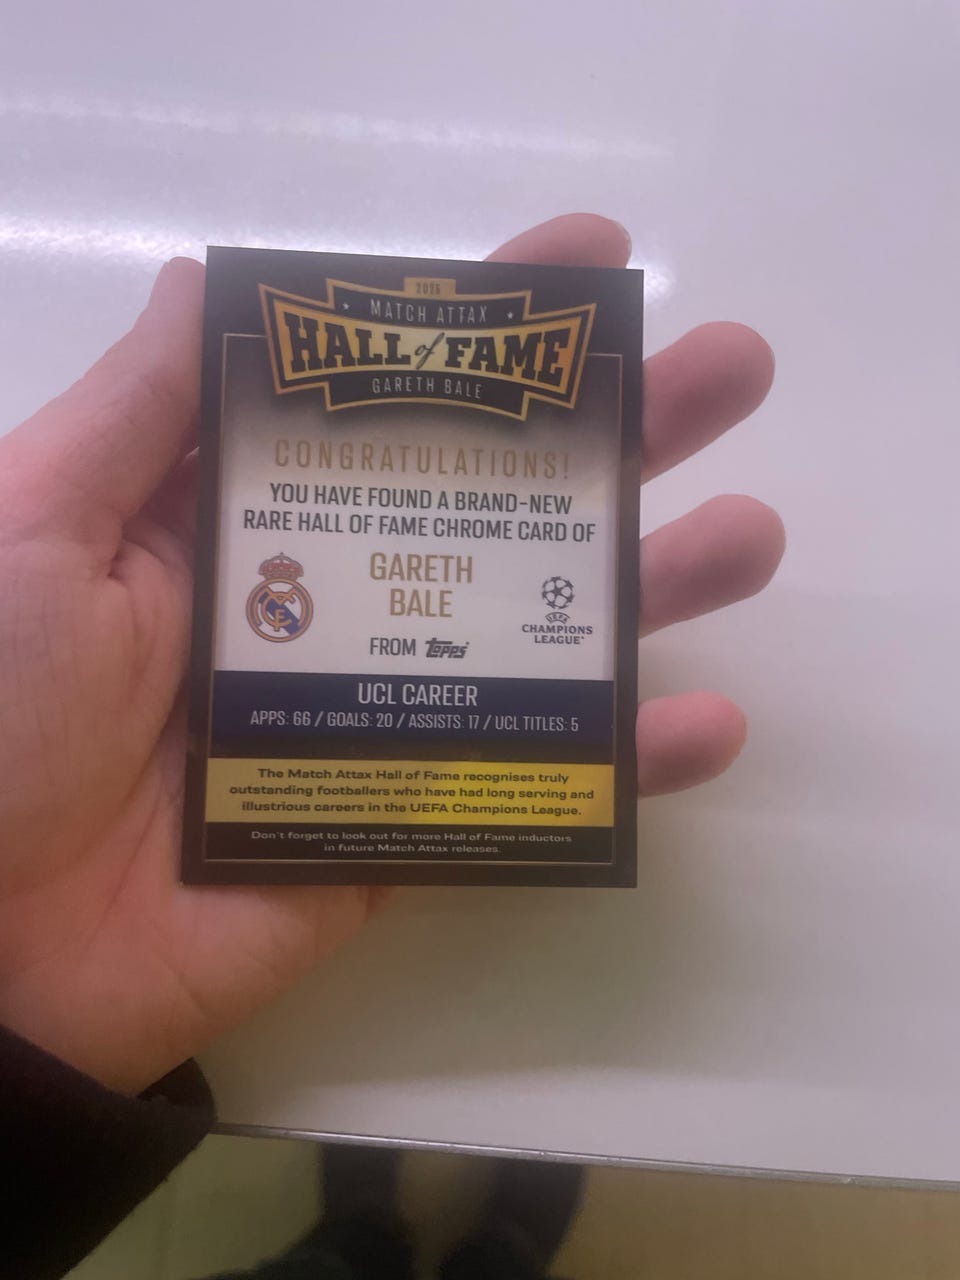 2025
MATCH ATTAX
HALL of FAME
GARETH BALE
CONGRATULATIONS!
YOU HAVE FOUND A BRAND-NEW
RARE HALL OF FAME CHROME CARD OF
GARETH
BALE
FROM topps
UEFA
CHAMPIONS
LEAGUE
UCL CAREER
APPS: 66 / GOALS: 20 / ASSISTS: 17 / UCL TITLES: 5
The Match Attax Hall of Fame recognises truly
outstanding footballers who have had long serving and
illustrious careers in the UEFA Champions League.
Don't forget to look out for more Hall of Fame inductors
in future Match Attax releases.